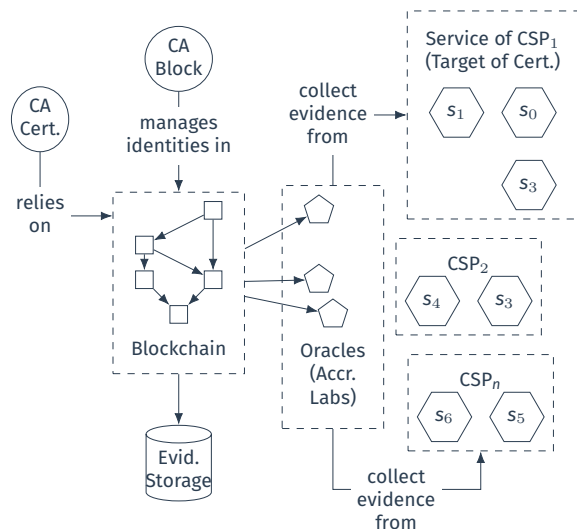 CA
Block
Service of CSP₁
(Target of Cert.)
collect
evidence
from
s₁
s₀
CA
Cert.
manages
identities in
s₃
relies
on
CSP₂
s₄
s₃
Blockchain
Oracles
(Accr.
Labs)
CSPₙ
s₆
s₅
Evid.
Storage
collect
evidence
from